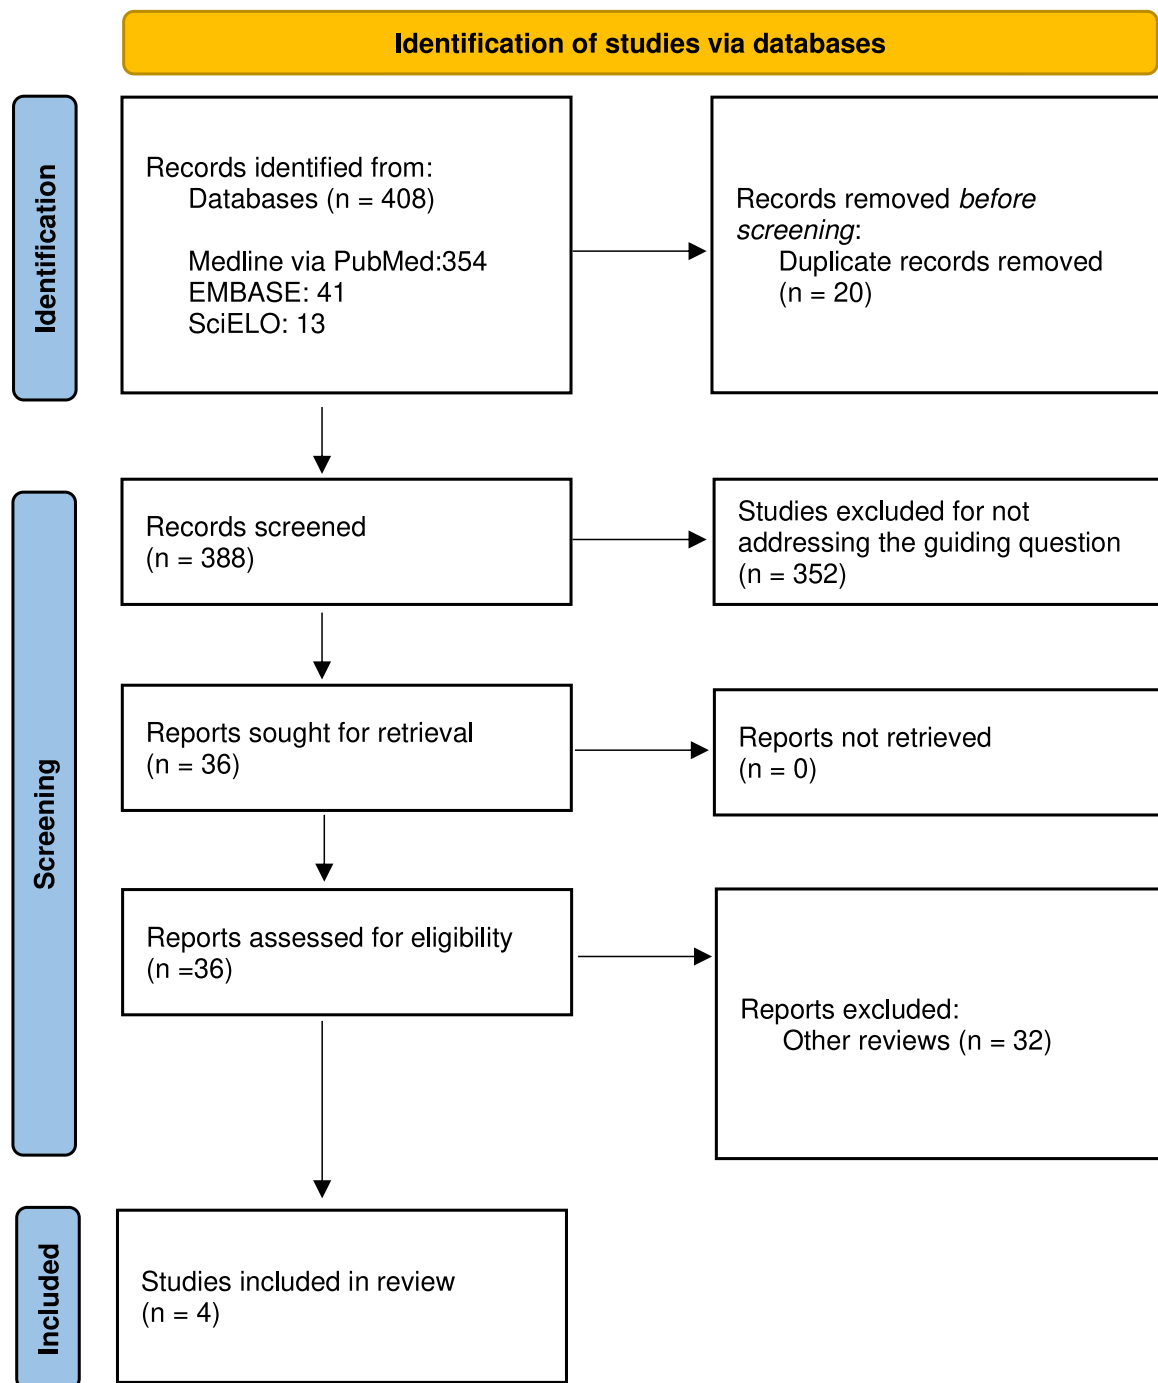 Identification of studies via databases
Identification
Records identified from:
Databases (n = 408)
Medline via PubMed:354
EMBASE: 41
SciELO: 13
Records removed before
screening:
Duplicate records removed
(n = 20)
Screening
Records screened
(n = 388)
Studies excluded for not
addressing the guiding question
(n = 352)
Reports sought for retrieval
(n = 36)
Reports not retrieved
(n = 0)
Reports assessed for eligibility
(n =36)
Reports excluded:
Other reviews (n = 32)
Included
Studies included in review
(n = 4)